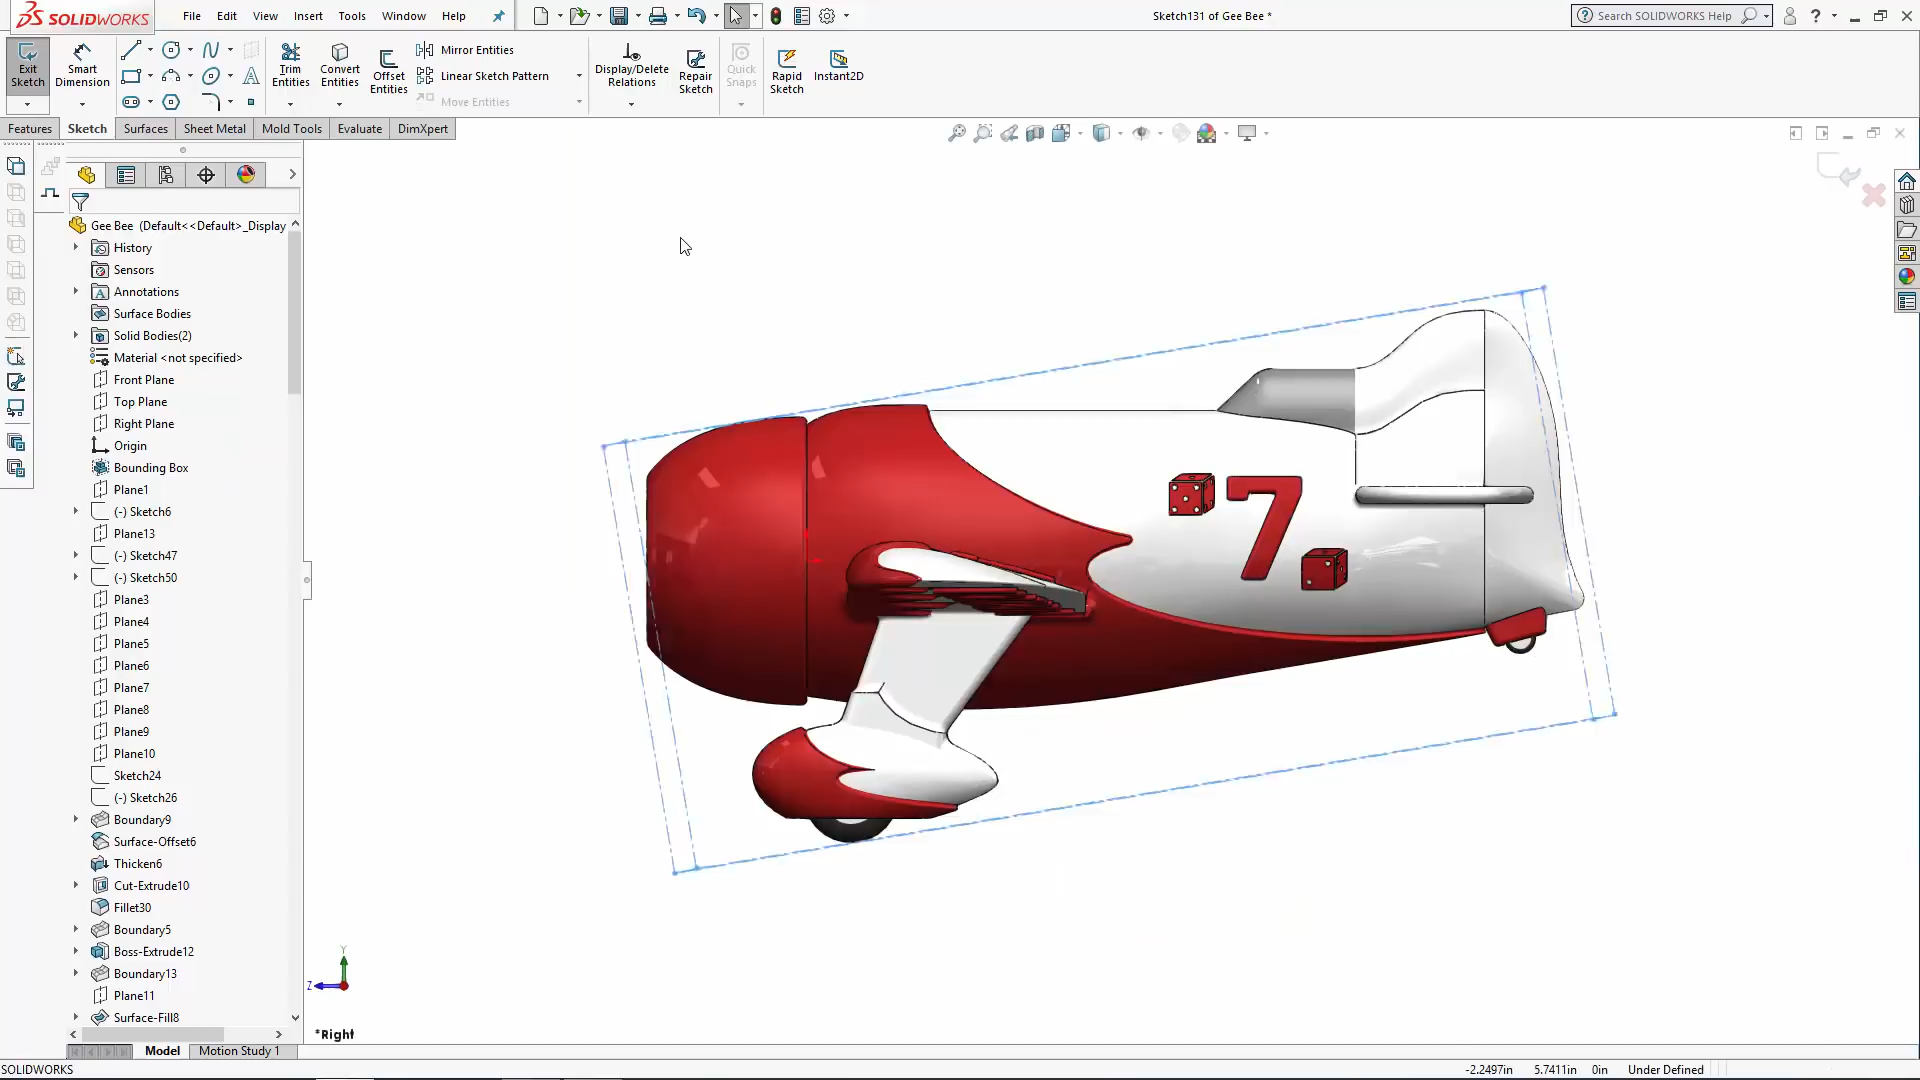 SOLIDWORKS
File Edit View Insert Tools Window Help
Sketch131 of Gee Bee *
Search SOLIDWORKS Help
Exit Sketch
Smart Dimension
Trim Entities
Convert Entities
Offset Entities
Mirror Entities
Linear Sketch Pattern
Move Entities
Display/Delete Relations
Repair Sketch
Quick Snaps
Rapid Sketch
Instant2D
Features Sketch Surfaces Sheet Metal Mold Tools Evaluate DimXpert
Gee Bee (Default<<Default>_Display
History
Sensors
Annotations
Surface Bodies
Solid Bodies(2)
Material <not specified>
Front Plane
Top Plane
Right Plane
Origin
Bounding Box
Plane1
(-) Sketch6
Plane13
(-) Sketch47
(-) Sketch50
Plane3
Plane4
Plane5
Plane6
Plane7
Plane8
Plane9
Plane10
Sketch24
(-) Sketch26
Boundary9
Surface-Offset6
Thicken6
Cut-Extrude10
Fillet30
Boundary5
Boss-Extrude12
Boundary13
Plane11
Surface-Fill8
7
Y
Z
*Right
Model Motion Study 1
SOLIDWORKS
-2.2497in 5.7411in 0in Under Defined